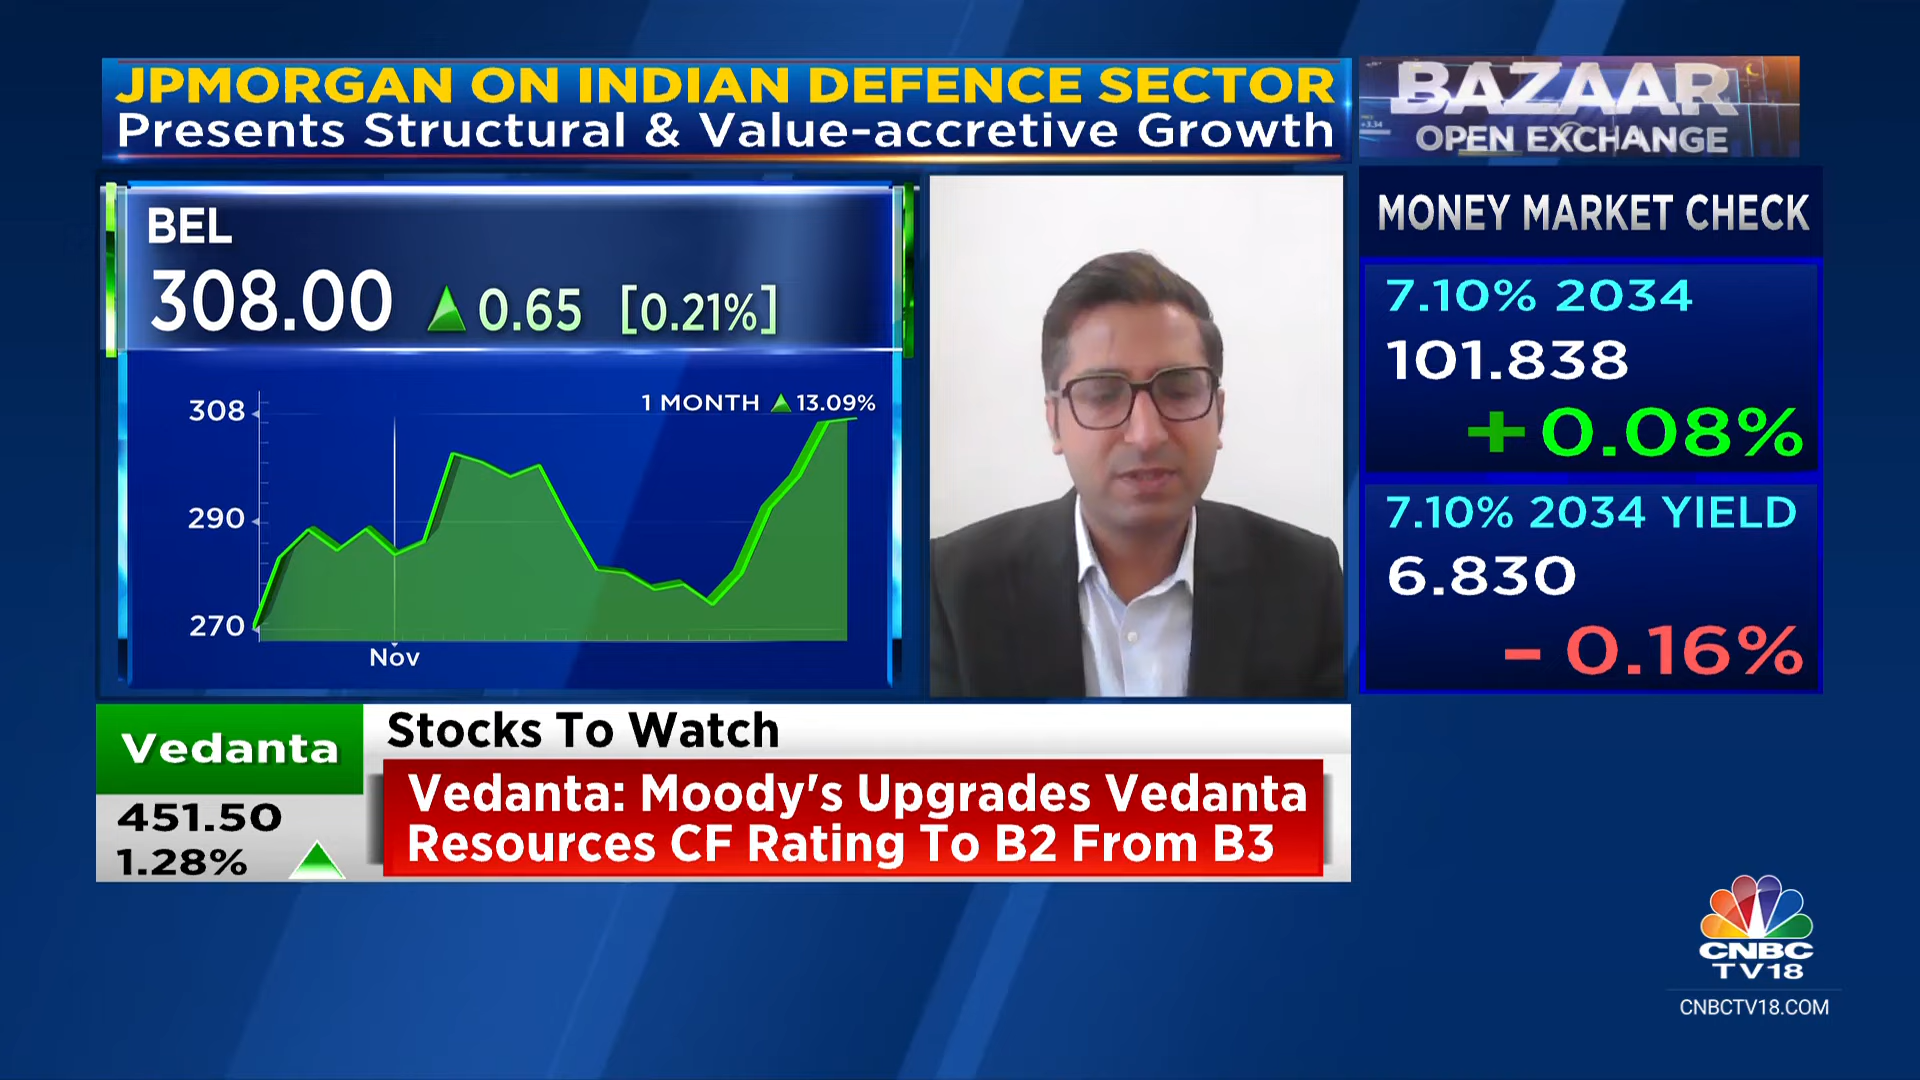 JPMORGAN ON INDIAN DEFENCE SECTOR
Presents Structural & Value-accretive Growth
BAZAAR
OPEN EXCHANGE
BEL
308.00 ▲ 0.65 [0.21%]
1 MONTH ▲ 13.09%
308
290
270
Nov
MONEY MARKET CHECK
7.10% 2034
101.838
+0.08%
7.10% 2034 YIELD
6.830
- 0.16%
Vedanta
451.50
1.28%
Stocks To Watch
Vedanta: Moody's Upgrades Vedanta
Resources CF Rating To B2 From B3
CNBC
TV18
CNBCTV18.COM